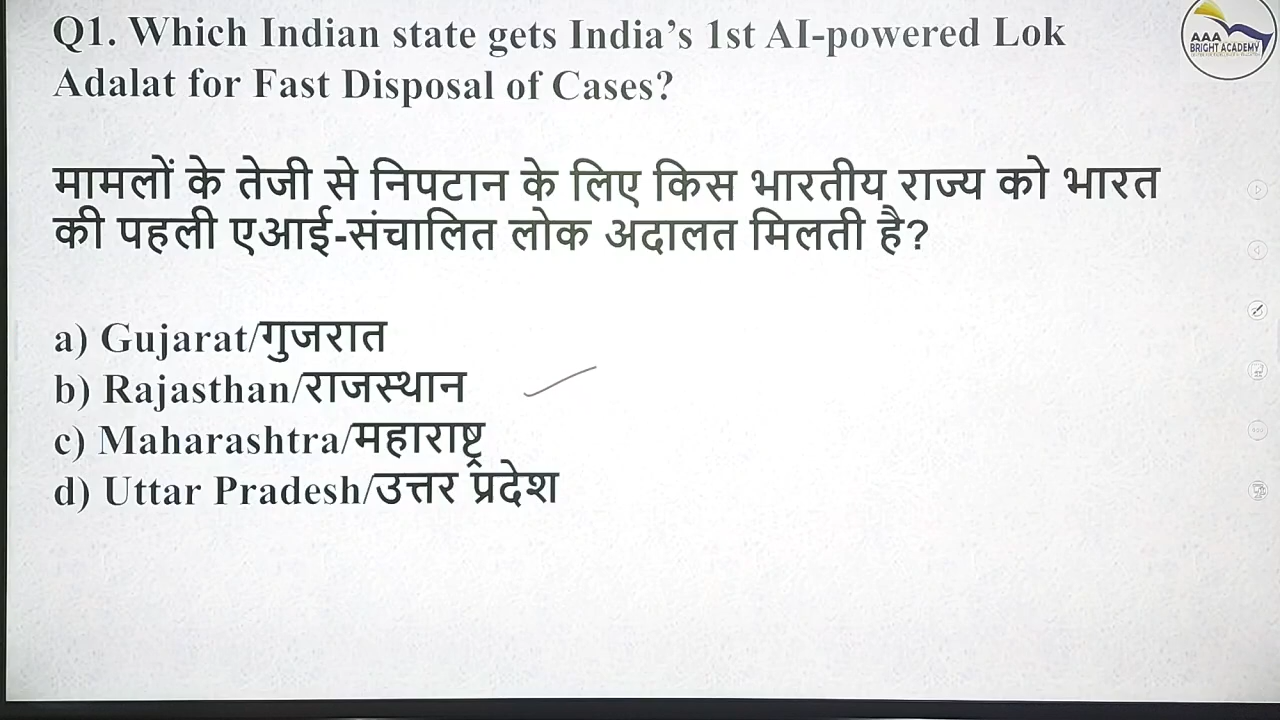 Q1. Which Indian state gets India's 1st AI-powered Lok
Adalat for Fast Disposal of Cases?
मामलों के तेजी से निपटान के लिए किस भारतीय राज्य को भारत
की पहली एआई-संचालित लोक अदालत मिलती है?
a) Gujarat/गुजरात
b) Rajasthan/राजस्थान
c) Maharashtra/महाराष्ट्र
d) Uttar Pradesh/उत्तर प्रदेश
AAA
BRIGHT ACADEMY